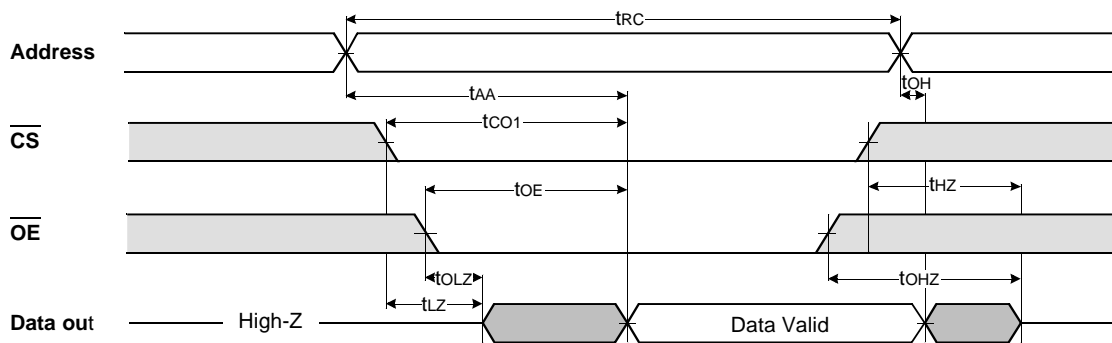 tRC
Address
tOH
tAA
CS
tCO1
tHZ
tOE
OE
tOLZ
tOHZ
tLZ
Data out
High-Z
Data Valid